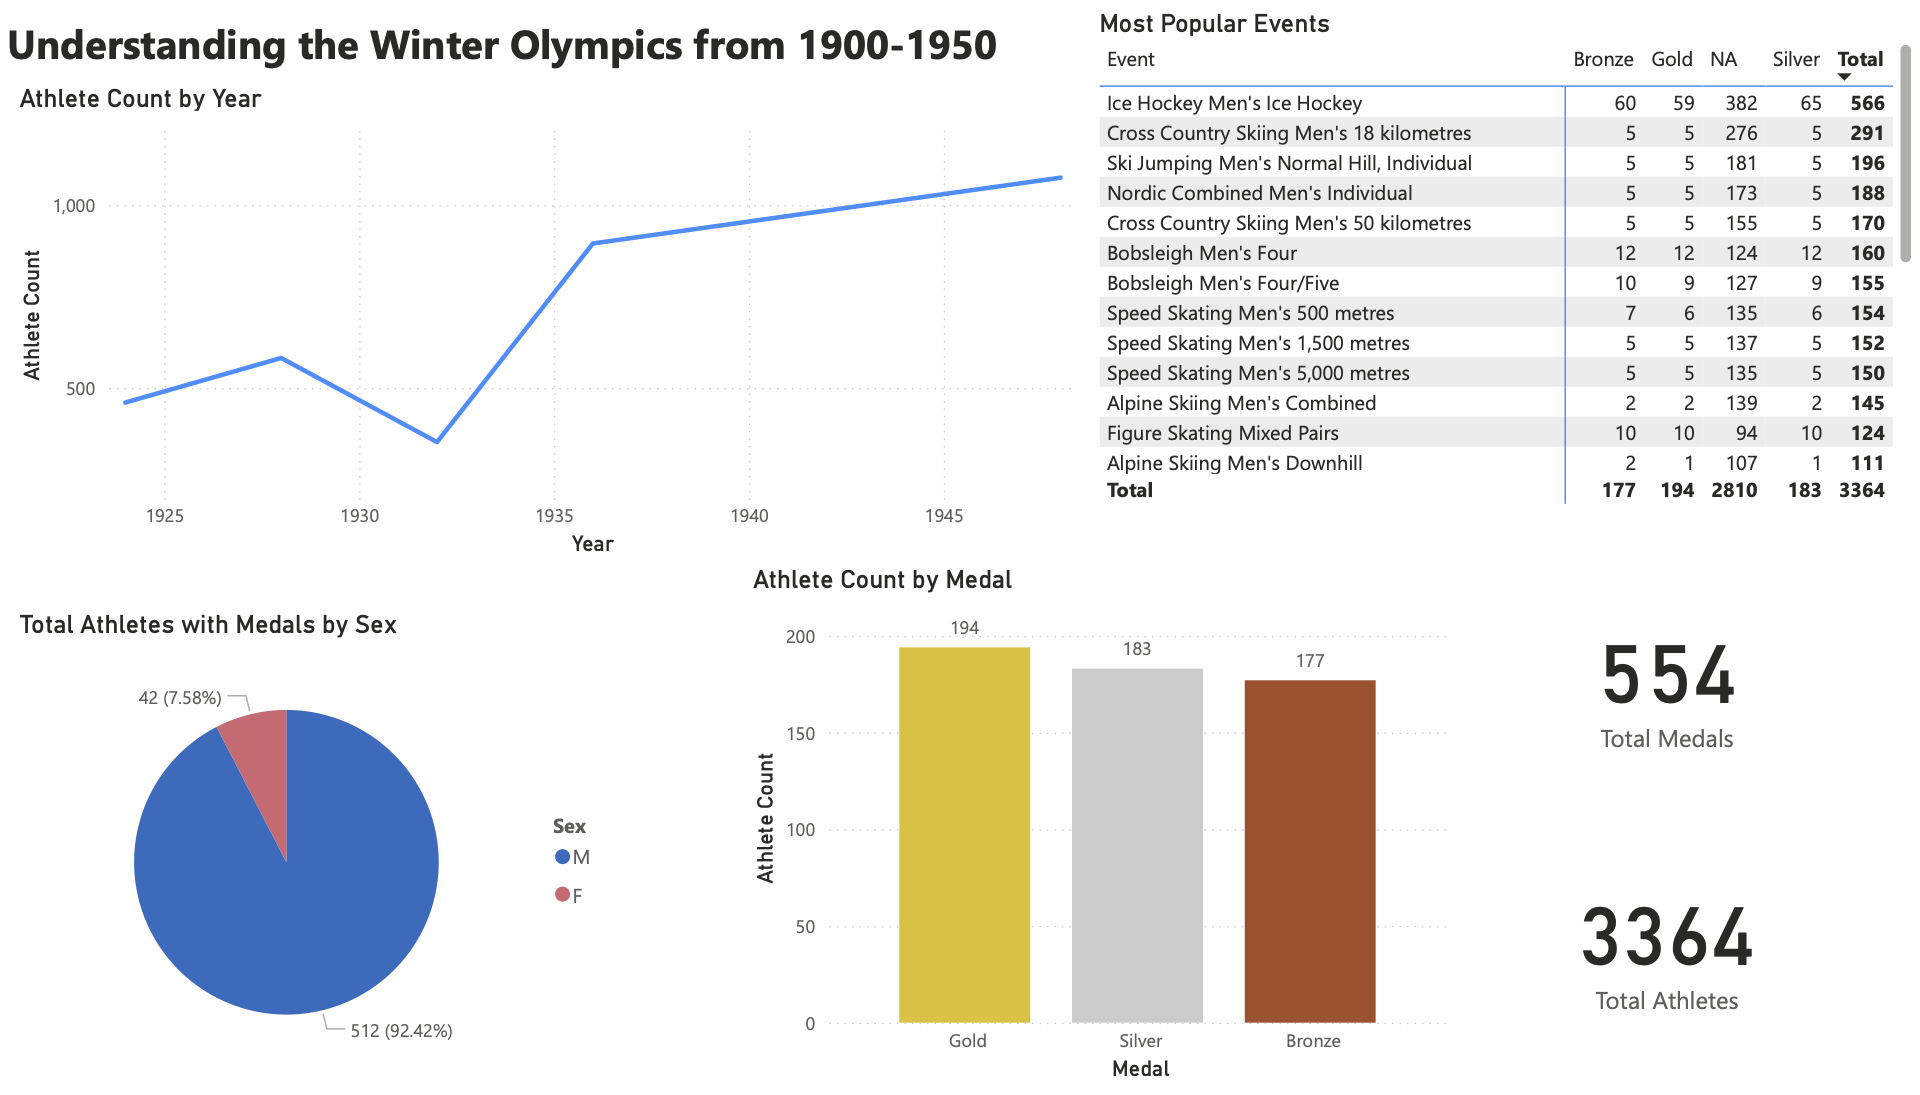 Understanding the Winter Olympics from 1900-1950
Athlete Count by Year
Athlete Count
1,000
500
1925 1930 1935 1940 1945
Year
Most Popular Events
Event Bronze Gold NA Silver Total
Ice Hockey Men's Ice Hockey 60 59 382 65 566
Cross Country Skiing Men's 18 kilometres 5 5 276 5 291
Ski Jumping Men's Normal Hill, Individual 5 5 181 5 196
Nordic Combined Men's Individual 5 5 173 5 188
Cross Country Skiing Men's 50 kilometres 5 5 155 5 170
Bobsleigh Men's Four 12 12 124 12 160
Bobsleigh Men's Four/Five 10 9 127 9 155
Speed Skating Men's 500 metres 7 6 135 6 154
Speed Skating Men's 1,500 metres 5 5 137 5 152
Speed Skating Men's 5,000 metres 5 5 135 5 150
Alpine Skiing Men's Combined 2 2 139 2 145
Figure Skating Mixed Pairs 10 10 94 10 124
Alpine Skiing Men's Downhill 2 1 107 1 111
Total 177 194 2810 183 3364
Total Athletes with Medals by Sex
42 (7.58%)
512 (92.42%)
Sex
M
F
Athlete Count by Medal
Athlete Count
200
150
100
50
0
194
183
177
Gold Silver Bronze
Medal
554
Total Medals
3364
Total Athletes